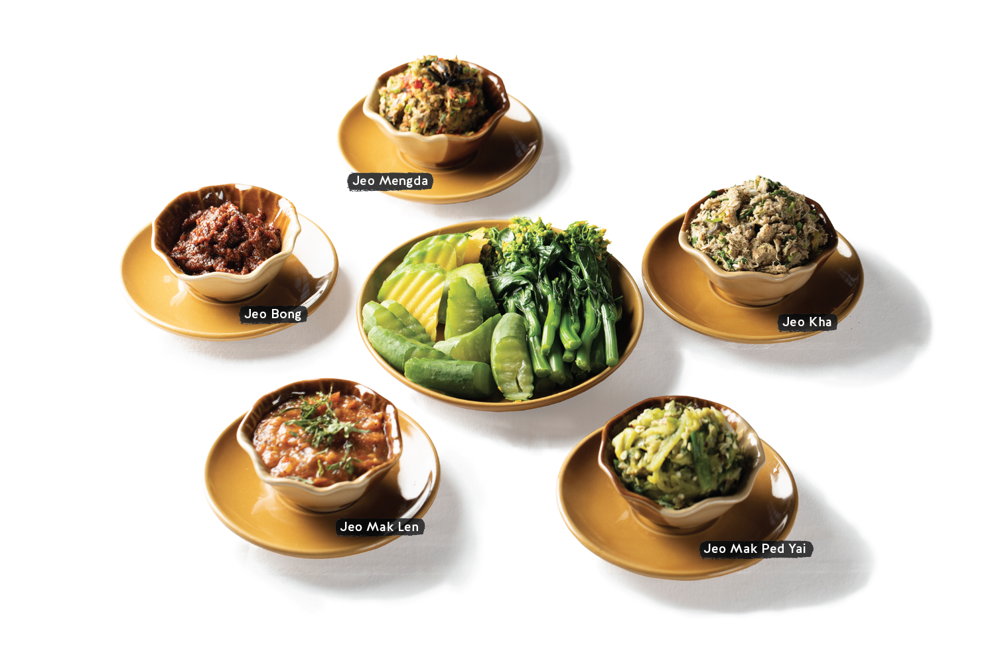 Jeo Mengda
Jeo Bong
Jeo Kha
Jeo Mak Len
Jeo Mak Ped Yai